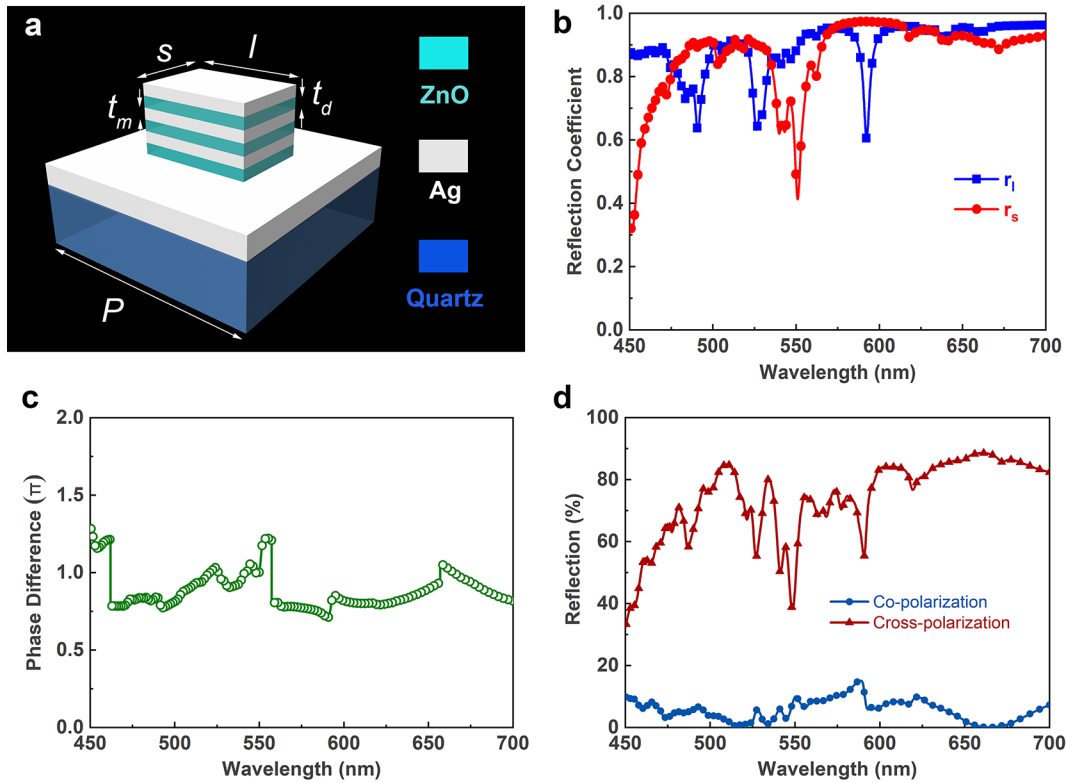 a
s
l
t_m
t_d
P
ZnO
Ag
Quartz
b
Reflection Coefficient
1.0
0.8
0.6
0.4
0.2
0.0
r_l
r_s
450 500 550 600 650 700
Wavelength (nm)
c
Phase Difference (π)
2.0
1.5
1.0
0.5
0.0
450 500 550 600 650 700
Wavelength (nm)
d
Reflection (%)
100
80
60
40
20
0
Co-polarization
Cross-polarization
450 500 550 600 650 700
Wavelength (nm)